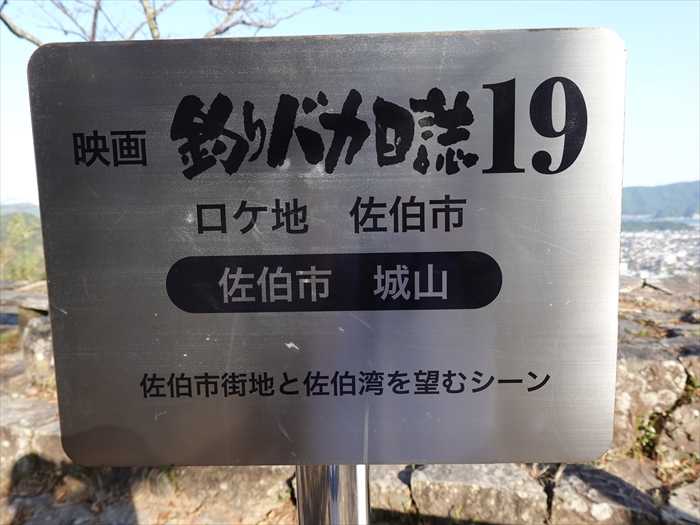 映画 釣りバカ日誌19
ロケ地 佐伯市
佐伯市 城山
佐伯市街地と佐伯湾を望むシーン